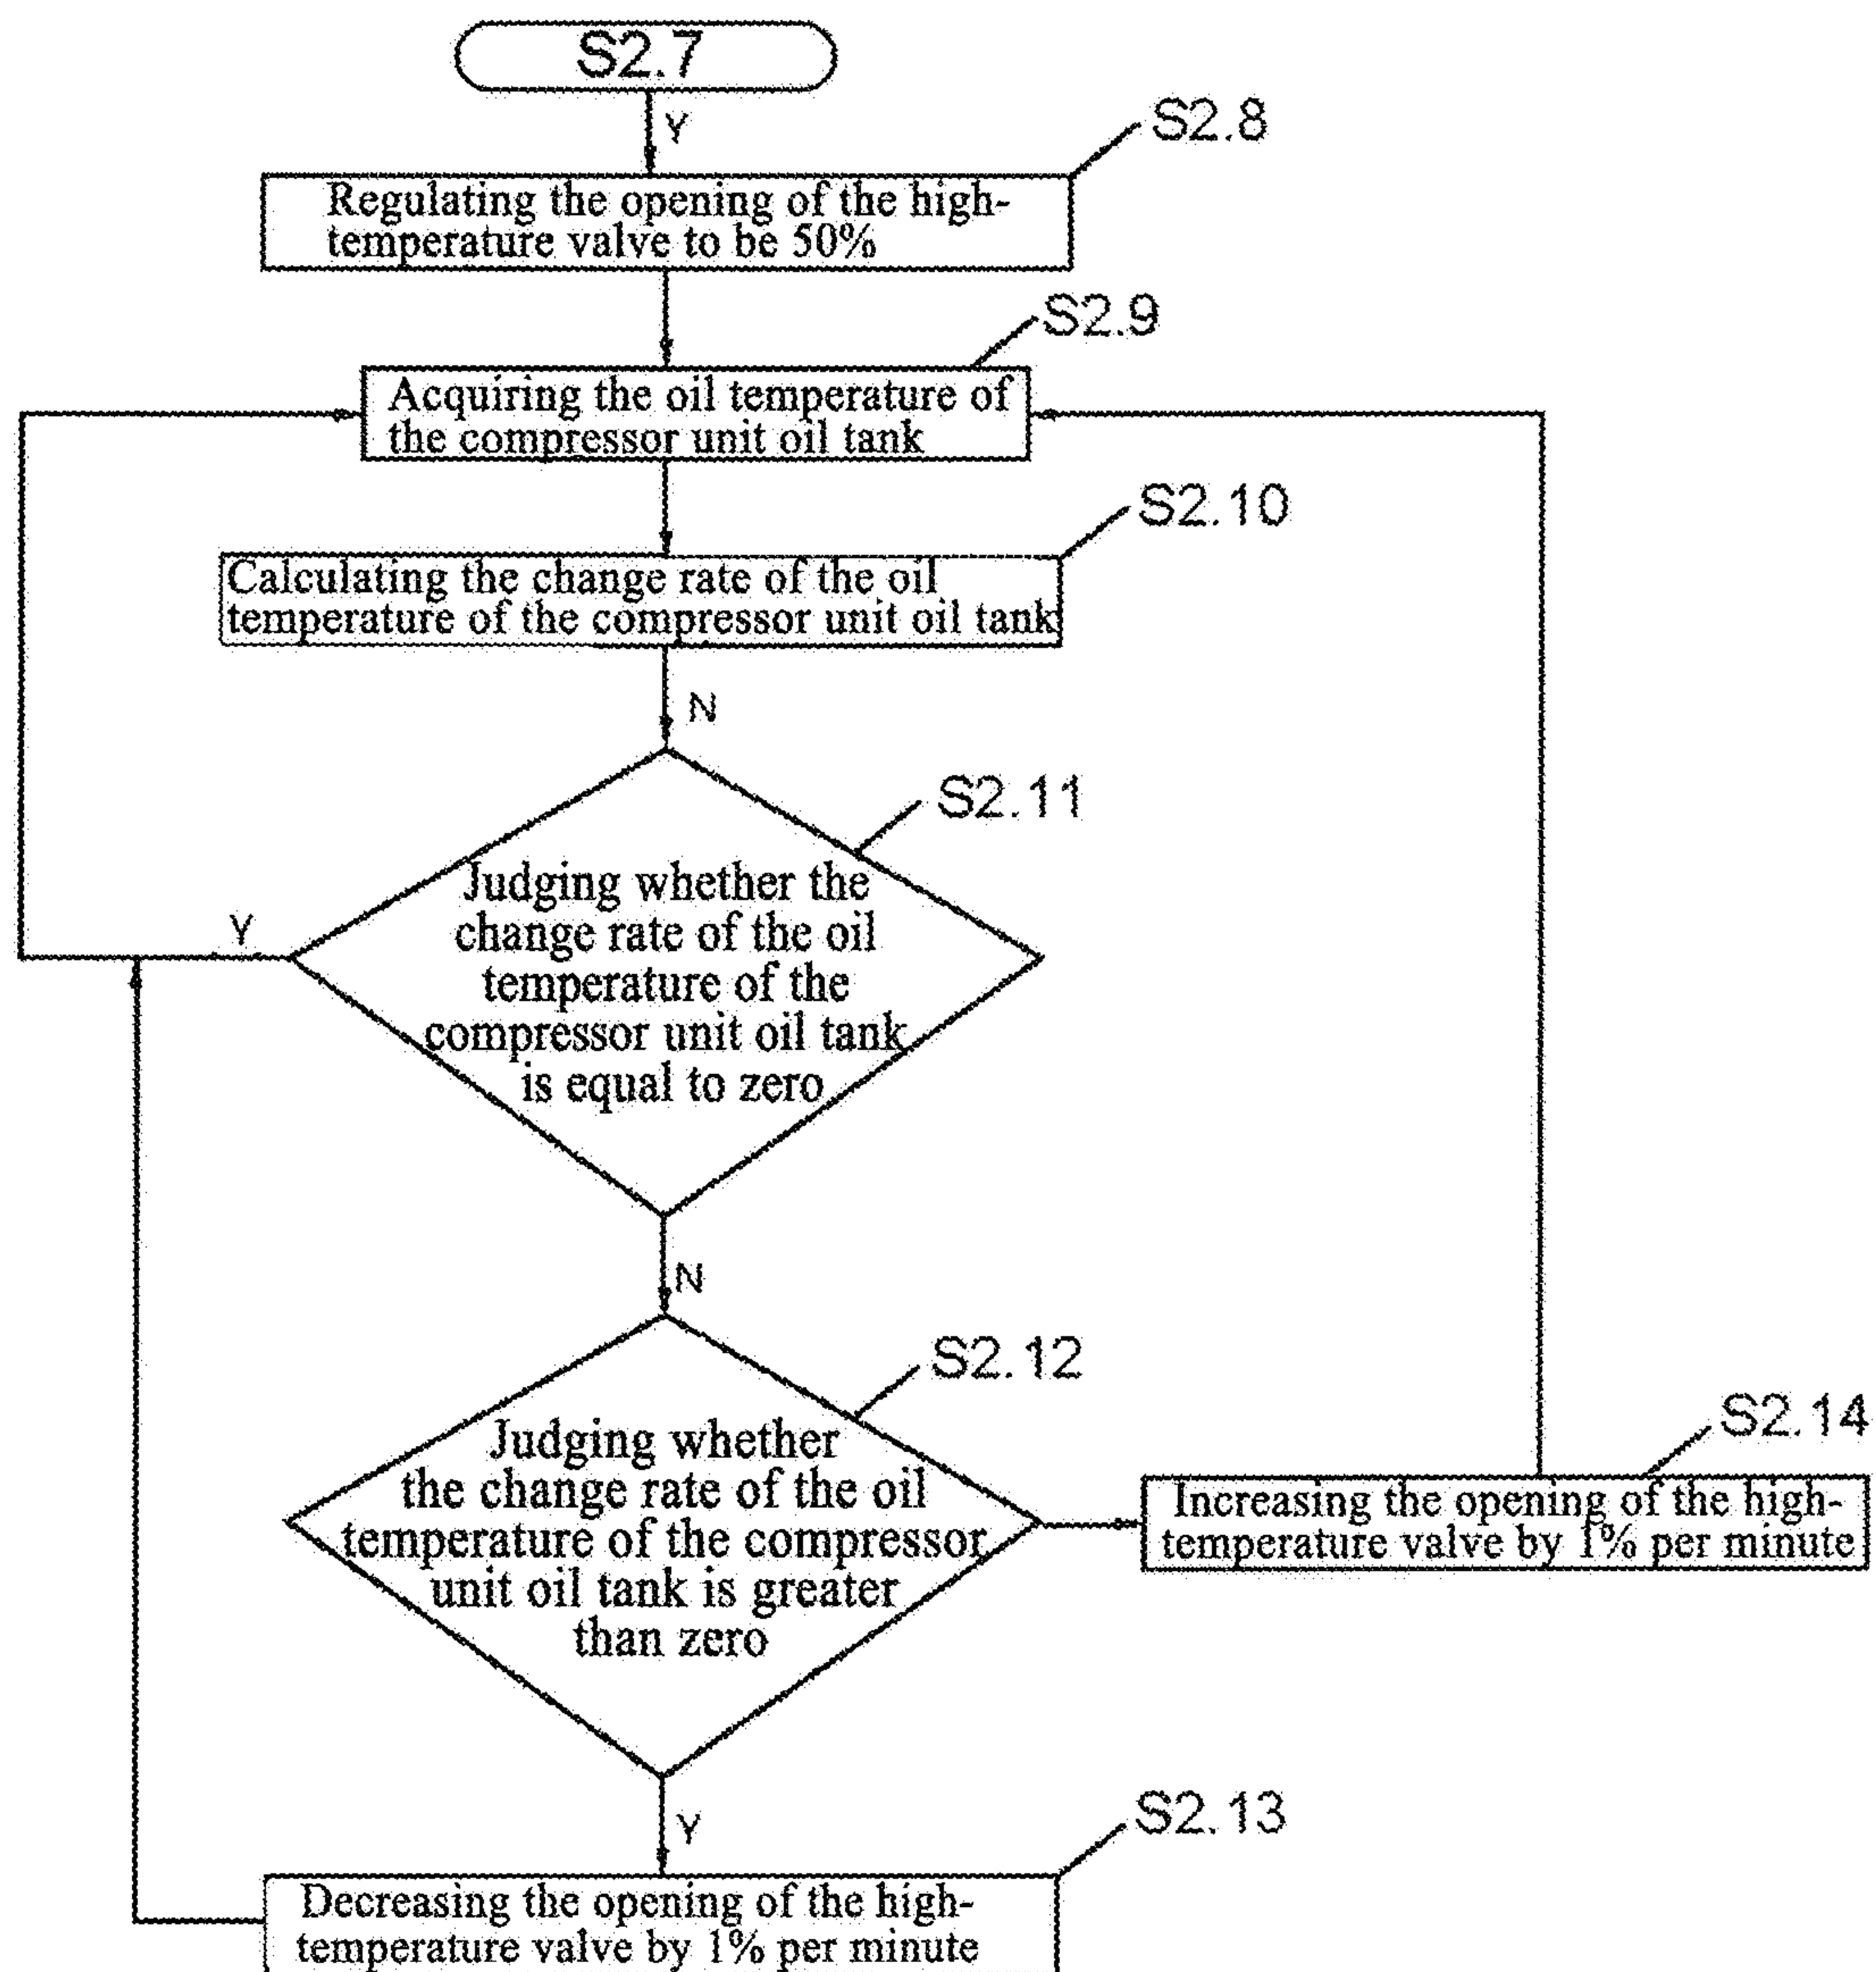 S2.7
Y
S2.8
Regulating the opening of the high-
temperature valve to be 50%
S2.9
Acquiring the oil temperature of
the compressor unit oil tank
S2.10
Calculating the change rate of the oil
temperature of the compressor unit oil tank
N
S2.11
Judging whether the
change rate of the oil
temperature of the
compressor unit oil tank
is equal to zero
Y
N
S2.12
Judging whether
the change rate of the oil
temperature of the compressor
unit oil tank is greater
than zero
S2.14
Increasing the opening of the high-
temperature valve by 1% per minute
Y
S2.13
Decreasing the opening of the high-
temperature valve by 1% per minute